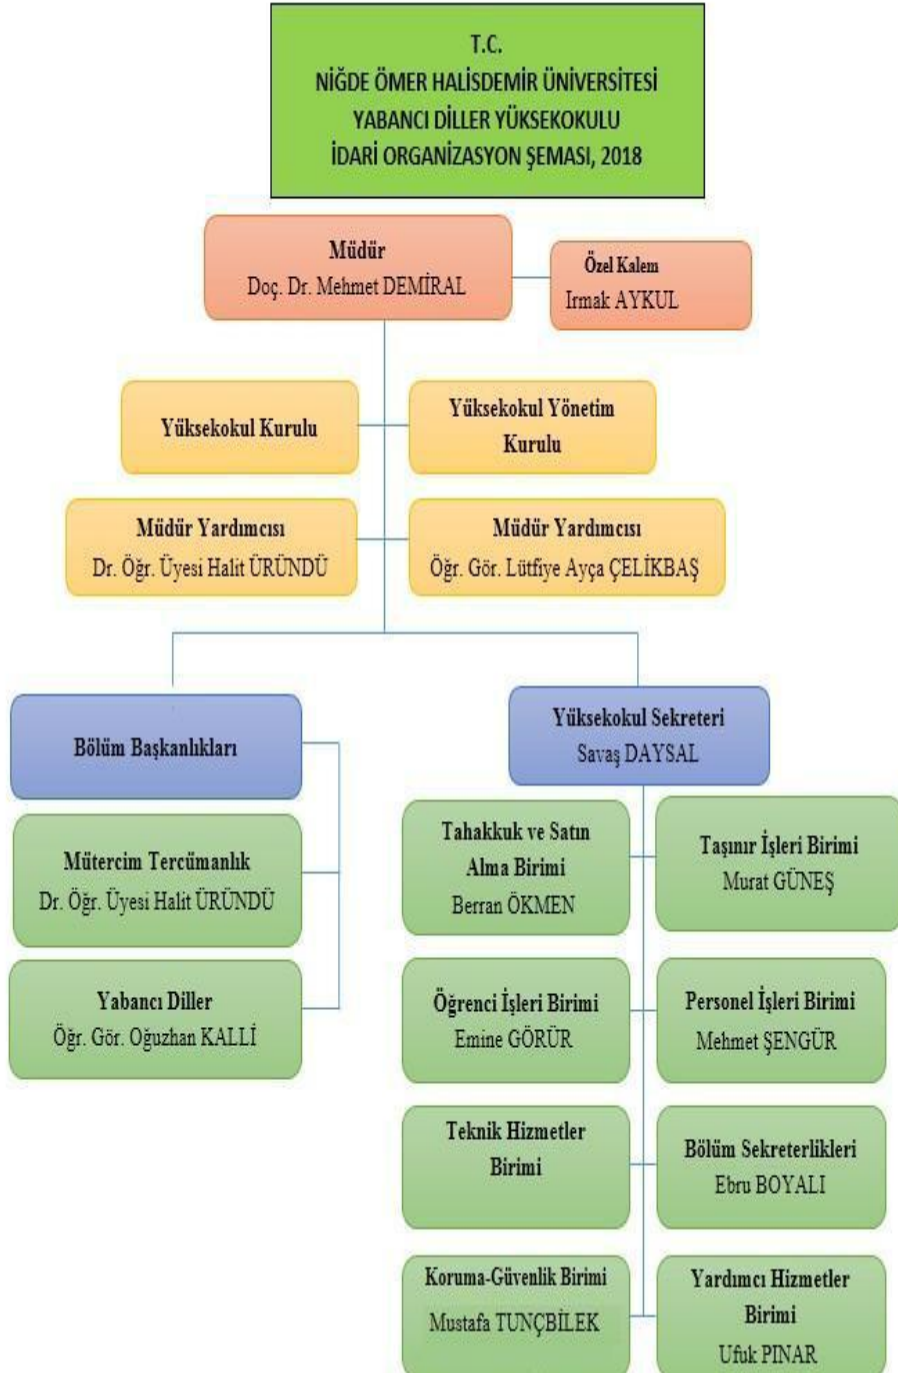 T.C.
NİĞDE ÖMER HALİSDEMİR ÜNİVERSİTESİ
YABANCI DİLLER YÜKSEKOKULU
İDARİ ORGANİZASYON ŞEMASI, 2018
Müdür
Doç. Dr. Mehmet DEMİRAL
Özel Kalem
Irmak AYKUL
Yüksekokul Kurulu
Yüksekokul Yönetim
Kurulu
Müdür Yardımcısı
Dr. Öğr. Üyesi Halit ÜRÜNDÜ
Müdür Yardımcısı
Öğr. Gör. Lütfiye Ayça ÇELİKBAŞ
Bölüm Başkanlıkları
Mütercim Tercümanlık
Dr. Öğr. Üyesi Halit ÜRÜNDÜ
Yabancı Diller
Öğr. Gör. Oğuzhan KALLİ
Yüksekokul Sekreteri
Savaş DAYSAL
Tahakkuk ve Satın
Alma Birimi
Berran ÖKMEN
Taşınır İşleri Birimi
Murat GÜNEŞ
Öğrenci İşleri Birimi
Emine GÖRÜR
Personel İşleri Birimi
Mehmet ŞENGÜR
Teknik Hizmetler
Birimi
Bölüm Sekreterlikleri
Ebru BOYALI
Koruma-Güvenlik Birimi
Mustafa TUNÇBİLEK
Yardımcı Hizmetler
Birimi
Ufuk PINAR